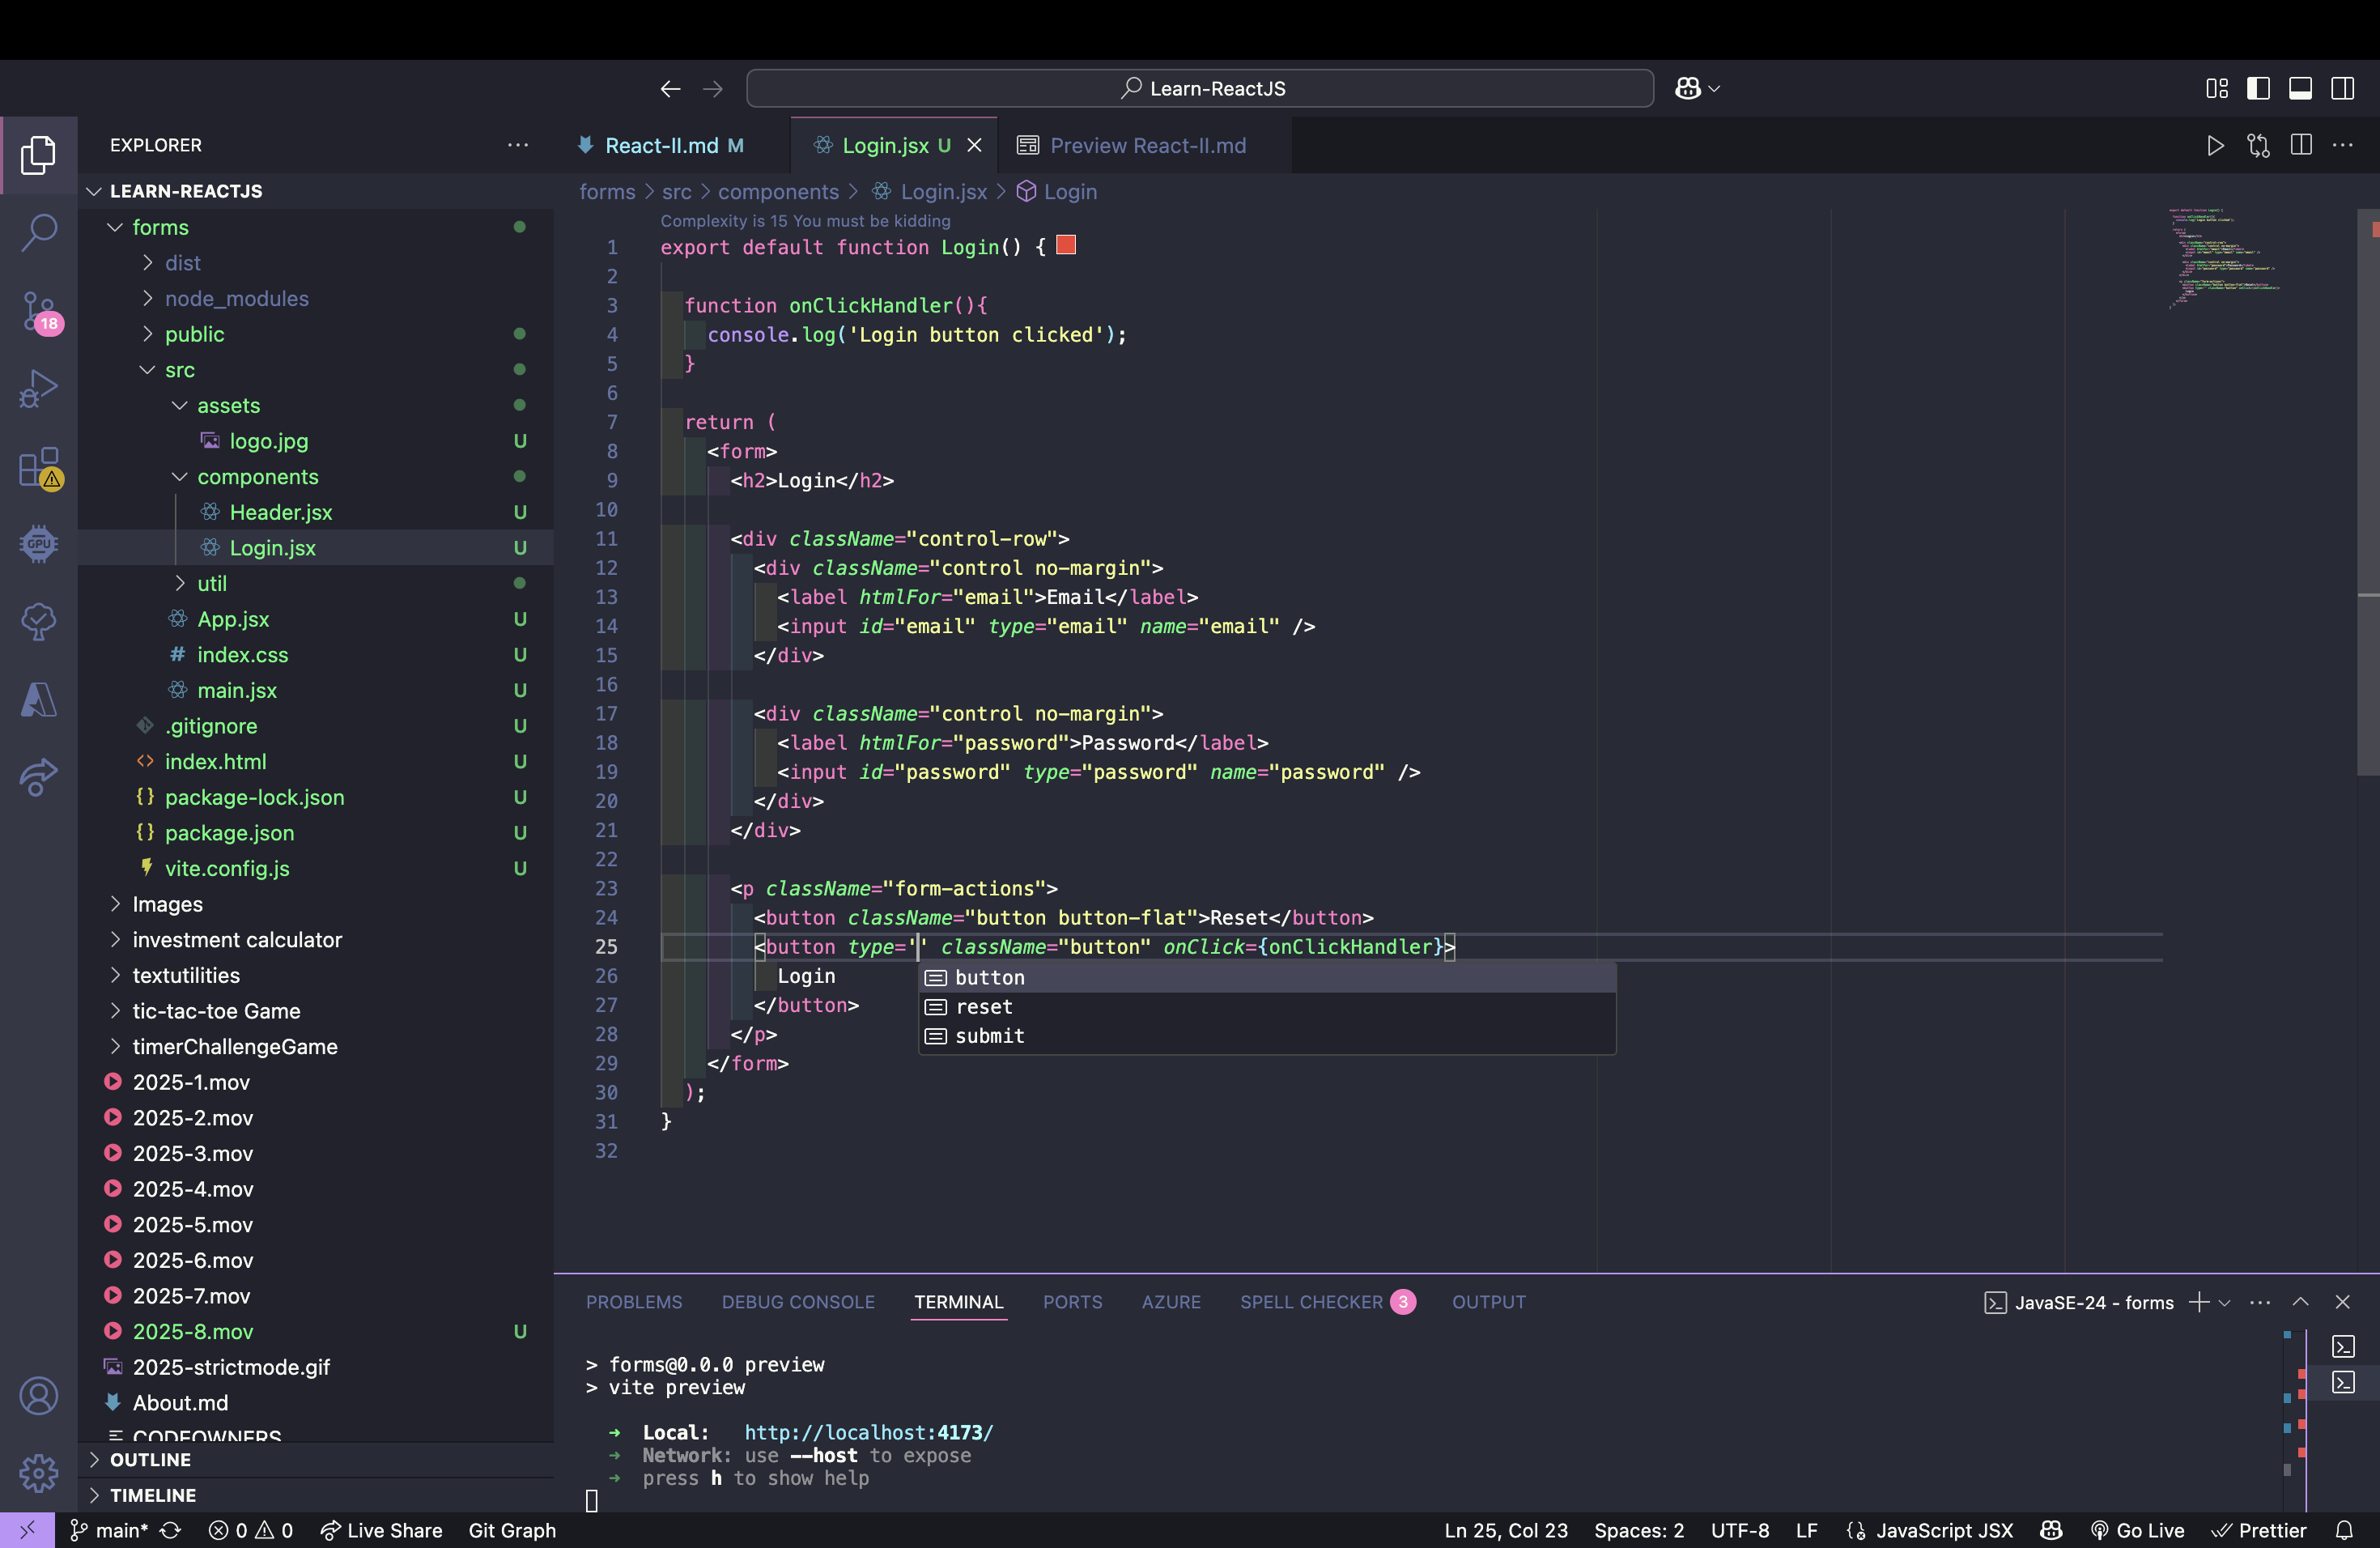 Learn-ReactJS
EXPLORER
LEARN-REACTJS
forms
dist
node_modules
public
src
assets
logo.jpg U
components
Header.jsx U
Login.jsx U
util
App.jsx U
# index.css U
main.jsx U
.gitignore U
<> index.html U
{} package-lock.json U
{} package.json U
vite.config.js U
Images
investment calculator
textutilities
tic-tac-toe Game
timerChallengeGame
2025-1.mov
2025-2.mov
2025-3.mov
2025-4.mov
2025-5.mov
2025-6.mov
2025-7.mov
2025-8.mov U
2025-strictmode.gif
About.md
CODEOWNERS
OUTLINE
TIMELINE
18
GPU
React-II.md M
Login.jsx U
Preview React-II.md
forms > src > components > Login.jsx > Login
Complexity is 15 You must be kidding
1 export default function Login() {
2
3 function onClickHandler(){
4 console.log('Login button clicked');
5 }
6
7 return (
8 <form>
9 <h2>Login</h2>
10
11 <div className="control-row">
12 <div className="control no-margin">
13 <label htmlFor="email">Email</label>
14 <input id="email" type="email" name="email" />
15 </div>
16
17 <div className="control no-margin">
18 <label htmlFor="password">Password</label>
19 <input id="password" type="password" name="password" />
20 </div>
21 </div>
22
23 <p className="form-actions">
24 <button className="button button-flat">Reset</button>
25 <button type='' className="button" onClick={onClickHandler}>
26 Login
27 </button>
28 </p>
29 </form>
30 );
31 }
32
button
reset
submit
PROBLEMS DEBUG CONSOLE TERMINAL PORTS AZURE SPELL CHECKER 3 OUTPUT
JavaSE-24 - forms
> forms@0.0.0 preview
> vite preview
➜ Local: http://localhost:4173/
➜ Network: use --host to expose
➜ press h to show help
main* 0 0 Live Share Git Graph
Ln 25, Col 23 Spaces: 2 UTF-8 LF JavaScript JSX Go Live Prettier